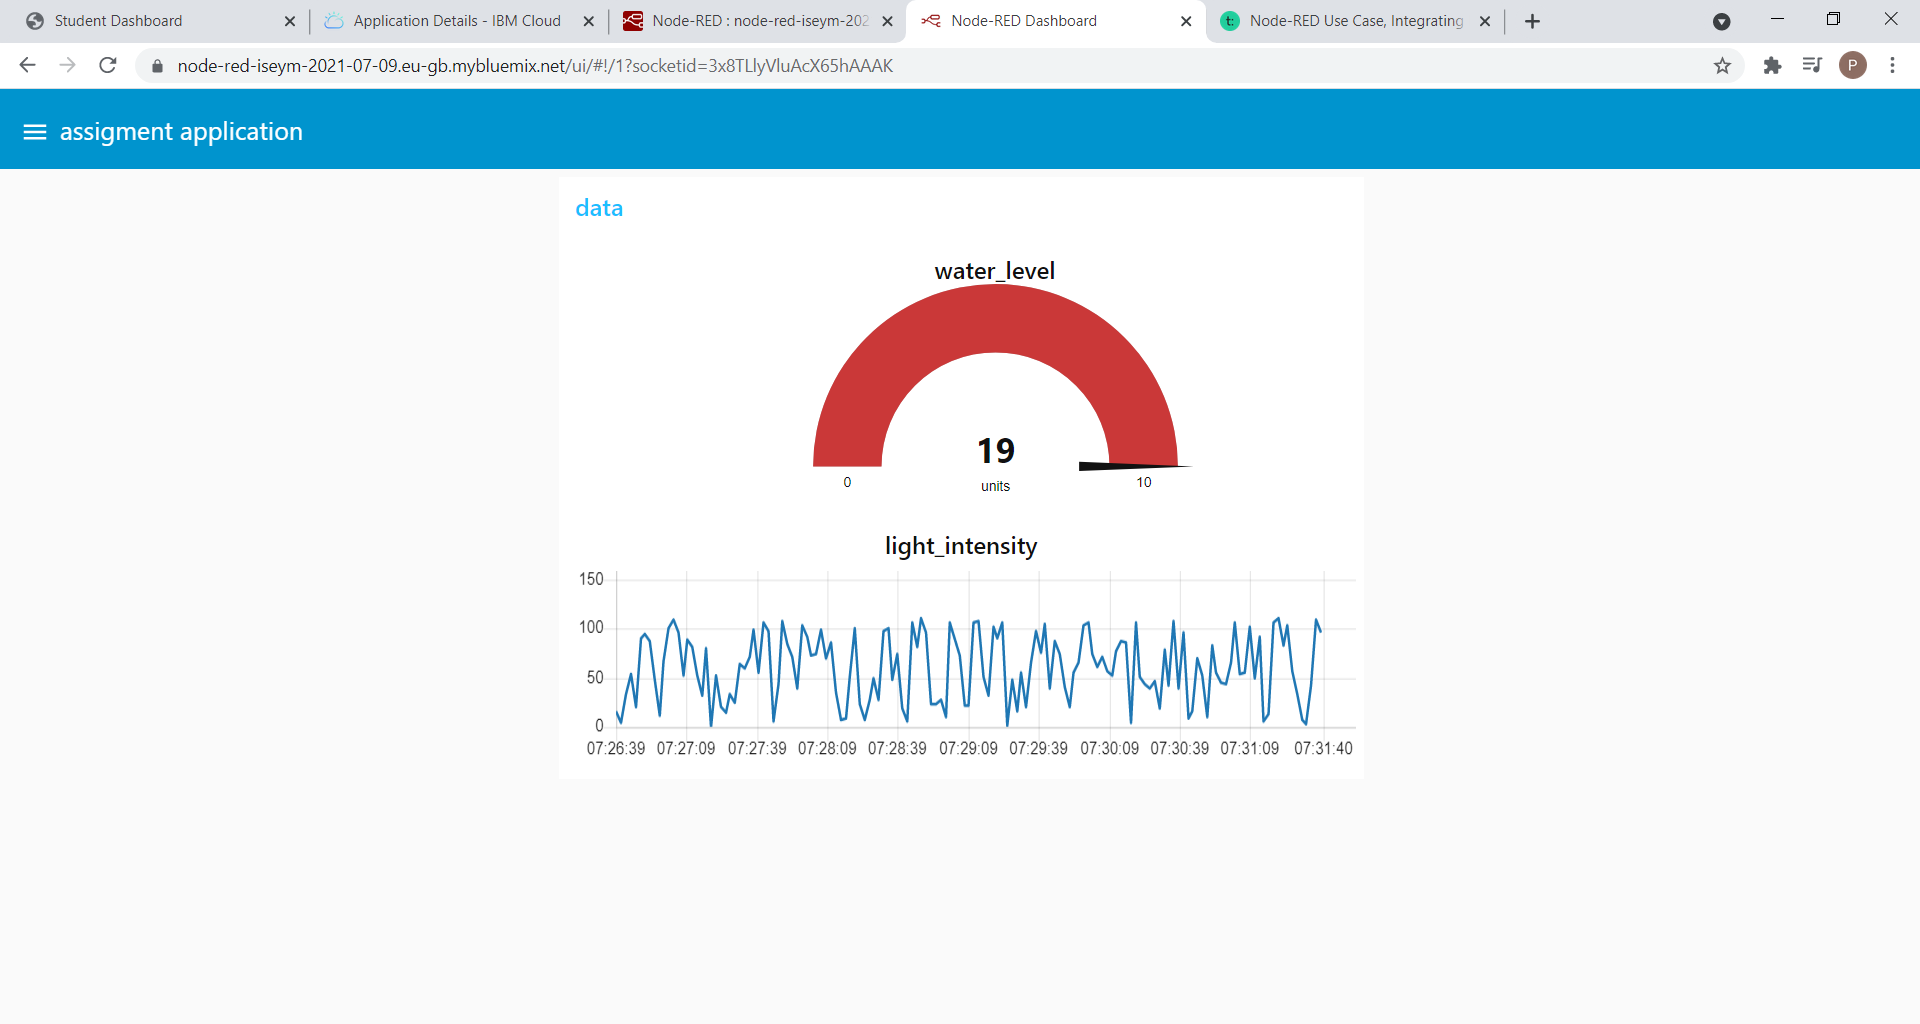 Student Dashboard
Application Details - IBM Cloud
Node-RED : node-red-iseym-202
Node-RED Dashboard
t:
Node-RED Use Case, Integrating
node-red-iseym-2021-07-09.eu-gb.mybluemix.net/ui/#!/1?socketid=3x8TLlyVluAcX65hAAAK
P
assigment application
data
water_level
19
units
0
10
light_intensity
150
100
50
0
07:26:39 07:27:09 07:27:39 07:28:09 07:28:39 07:29:09 07:29:39 07:30:09 07:30:39 07:31:09 07:31:40